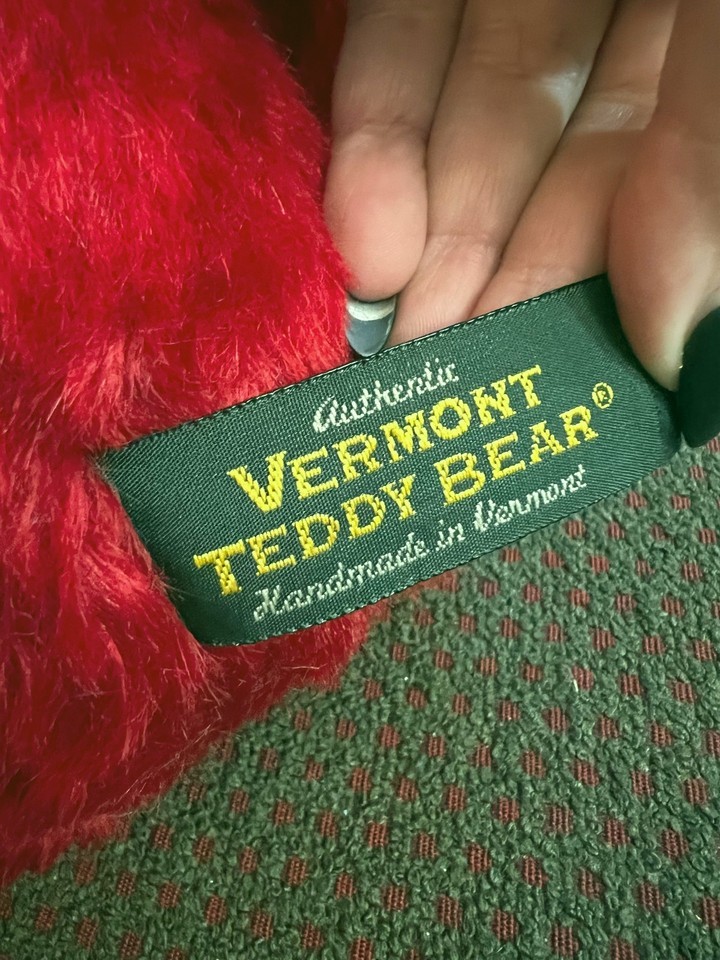 Authentic
VERMONT
TEDDY BEAR®
Handmade in Vermont